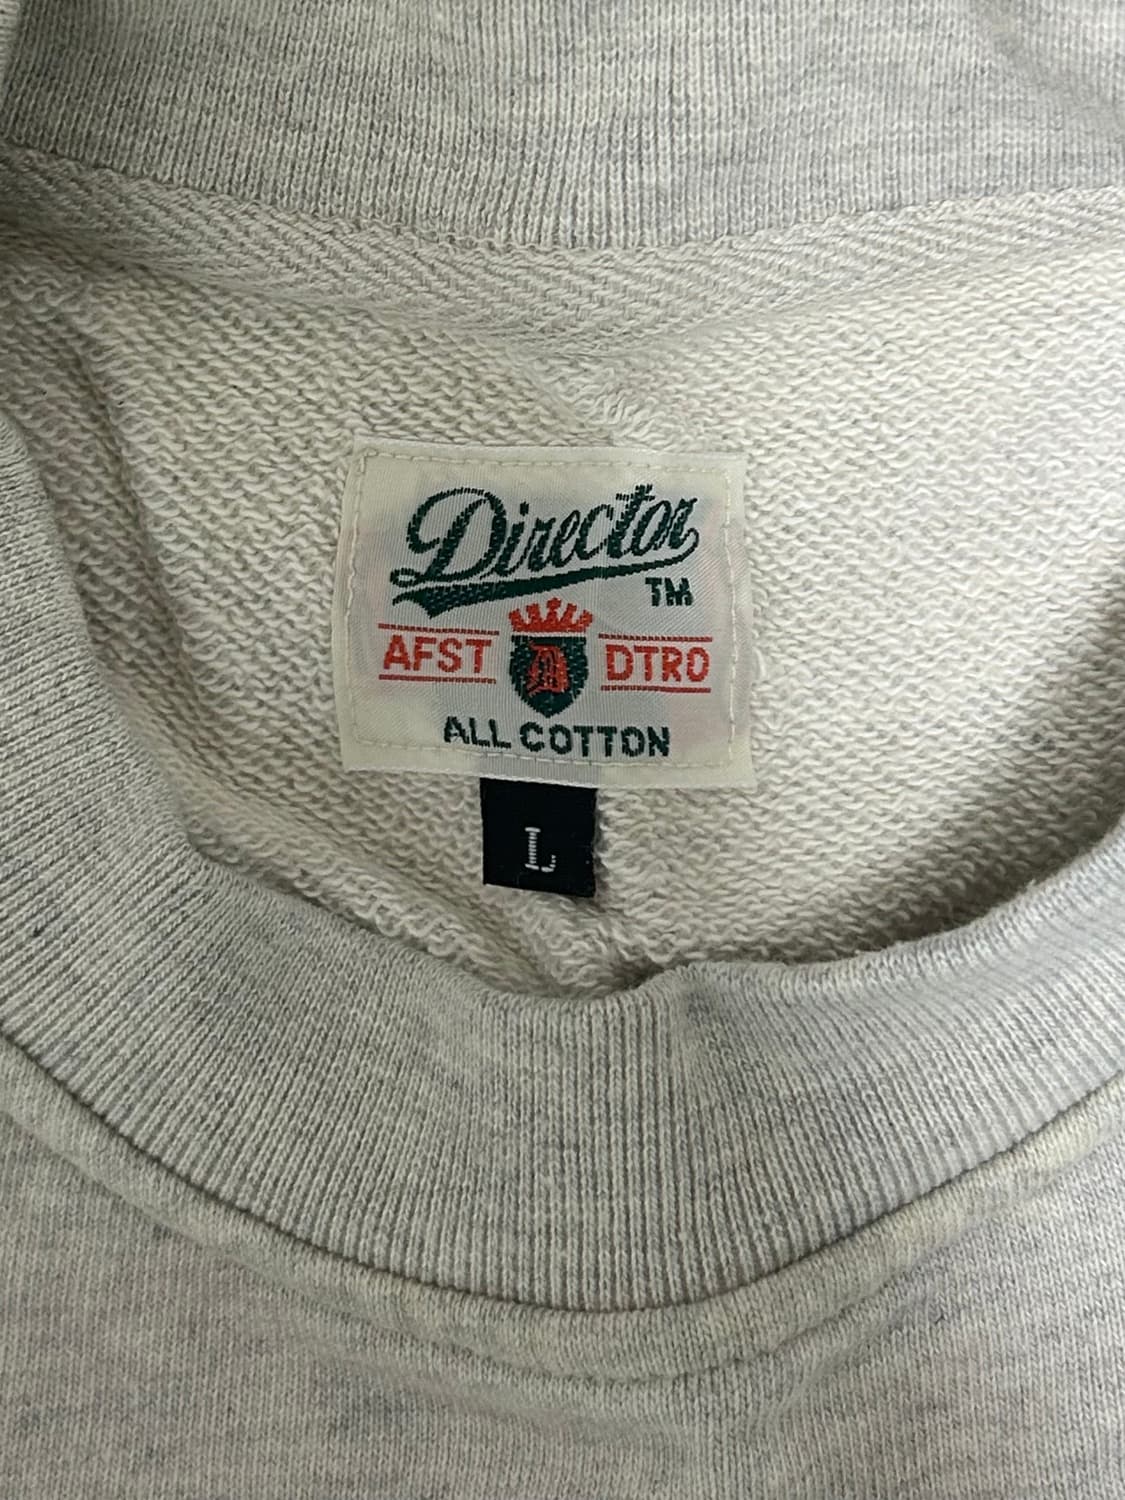 Director
TM
AFST D DTRO
ALL COTTON
L